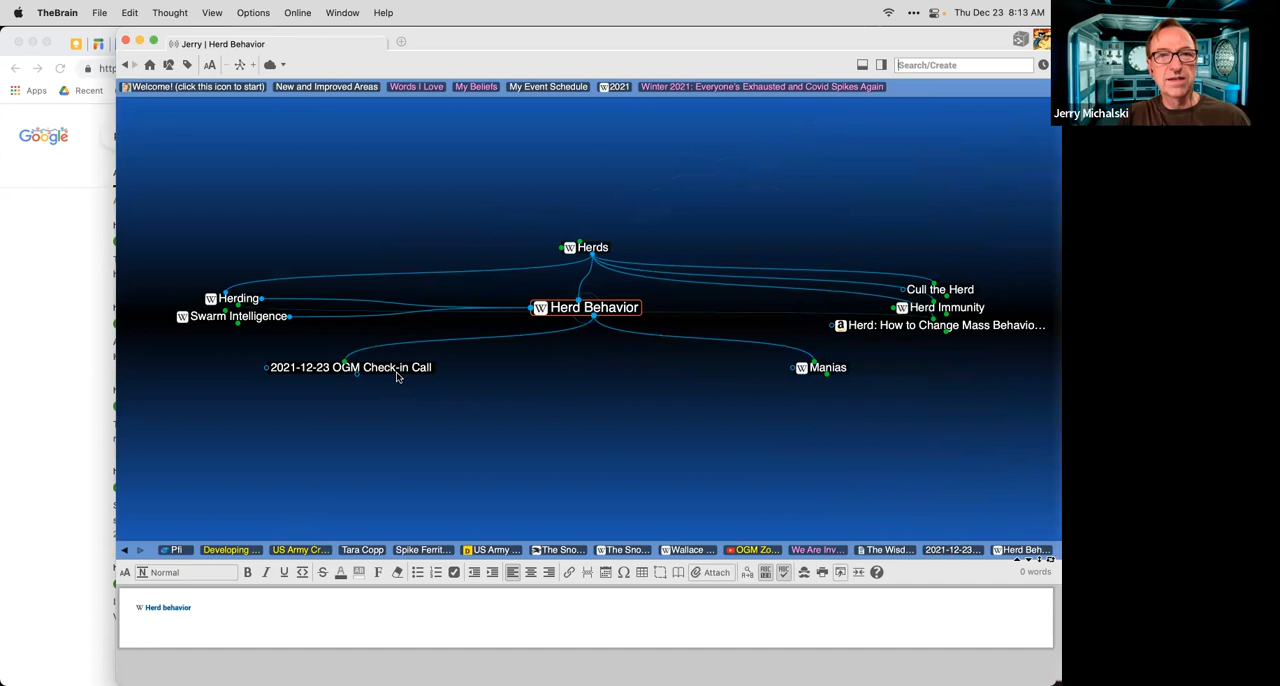 TheBrain File Edit Thought View Options Online Window Help
Thu Dec 23 8:13 AM
Jerry | Herd Behavior
AA
Search/Create
Welcome! (click this icon to start) New and Improved Areas Words I Love My Beliefs My Event Schedule W 2021 Winter 2021: Everyone's Exhausted and Covid Spikes Again
http
Apps Recent
Google
Jerry Michalski
W Herds
W Herding
W Swarm Intelligence
W Herd Behavior
Cull the Herd
W Herd Immunity
a Herd: How to Change Mass Behavio...
2021-12-23 OGM Check-in Call
W Manias
Pfi Developing ... US Army Cr... Tara Copp Spike Ferrit... US Army ... The Sno... W The Sno... W Wallace ... OGM Zo... We Are Inv... The Wisd... 2021-12-23... W Herd Beh...
AA N Normal B I U S A F Ω Attach
0 words
W Herd behavior